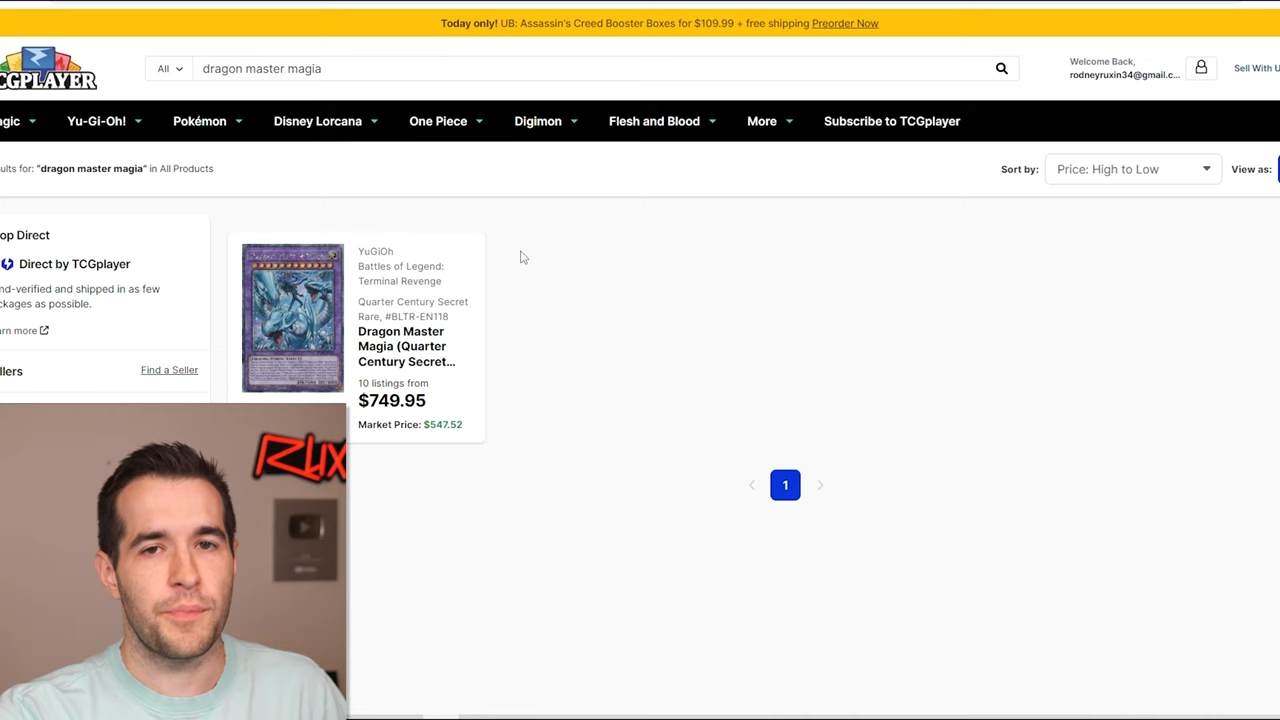 Today only! UB: Assassin's Creed Booster Boxes for $109.99 + free shipping Preorder Now
CGPLAYER
All
dragon master magia
Welcome Back,
rodneyruxin34@gmail.c...
Sell With U
agic
Yu-Gi-Oh!
Pokémon
Disney Lorcana
One Piece
Digimon
Flesh and Blood
More
Subscribe to TCGplayer
ults for: "dragon master magia" in All Products
Sort by:
Price: High to Low
View as:
op Direct
Direct by TCGplayer
nd-verified and shipped in as few
ckages as possible.
arn more
llers
Find a Seller
YuGiOh
Battles of Legend:
Terminal Revenge
Quarter Century Secret
Rare, #BLTR-EN118
Dragon Master
Magia (Quarter
Century Secret...
10 listings from
$749.95
Market Price: $547.52
1
RUX